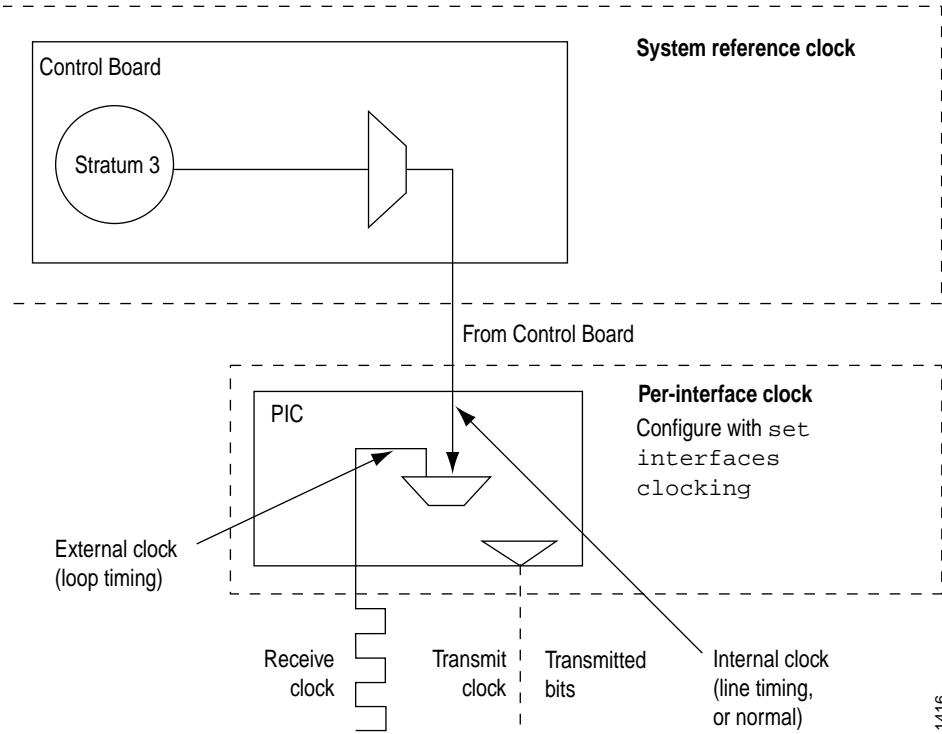 System reference clock
Control Board
Stratum 3
From Control Board
Per-interface clock
PIC
Configure with set
interfaces
clocking
External clock
(loop timing)
Receive
clock
Transmit
clock
Transmitted
bits
Internal clock
(line timing,
or normal)
1416